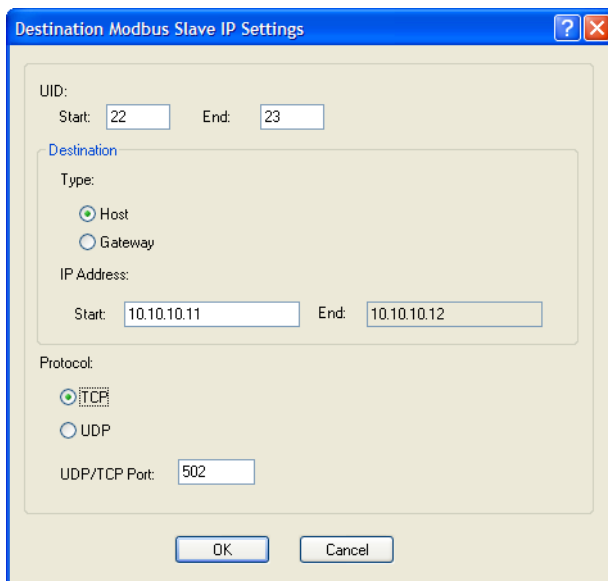 Destination Modbus Slave IP Settings
UID:
Start: 22 End: 23
Destination
Type:
Host
Gateway
IP Address:
Start: 10.10.10.11 End: 10.10.10.12
Protocol:
TCP
UDP
UDP/TCP Port: 502
OK Cancel